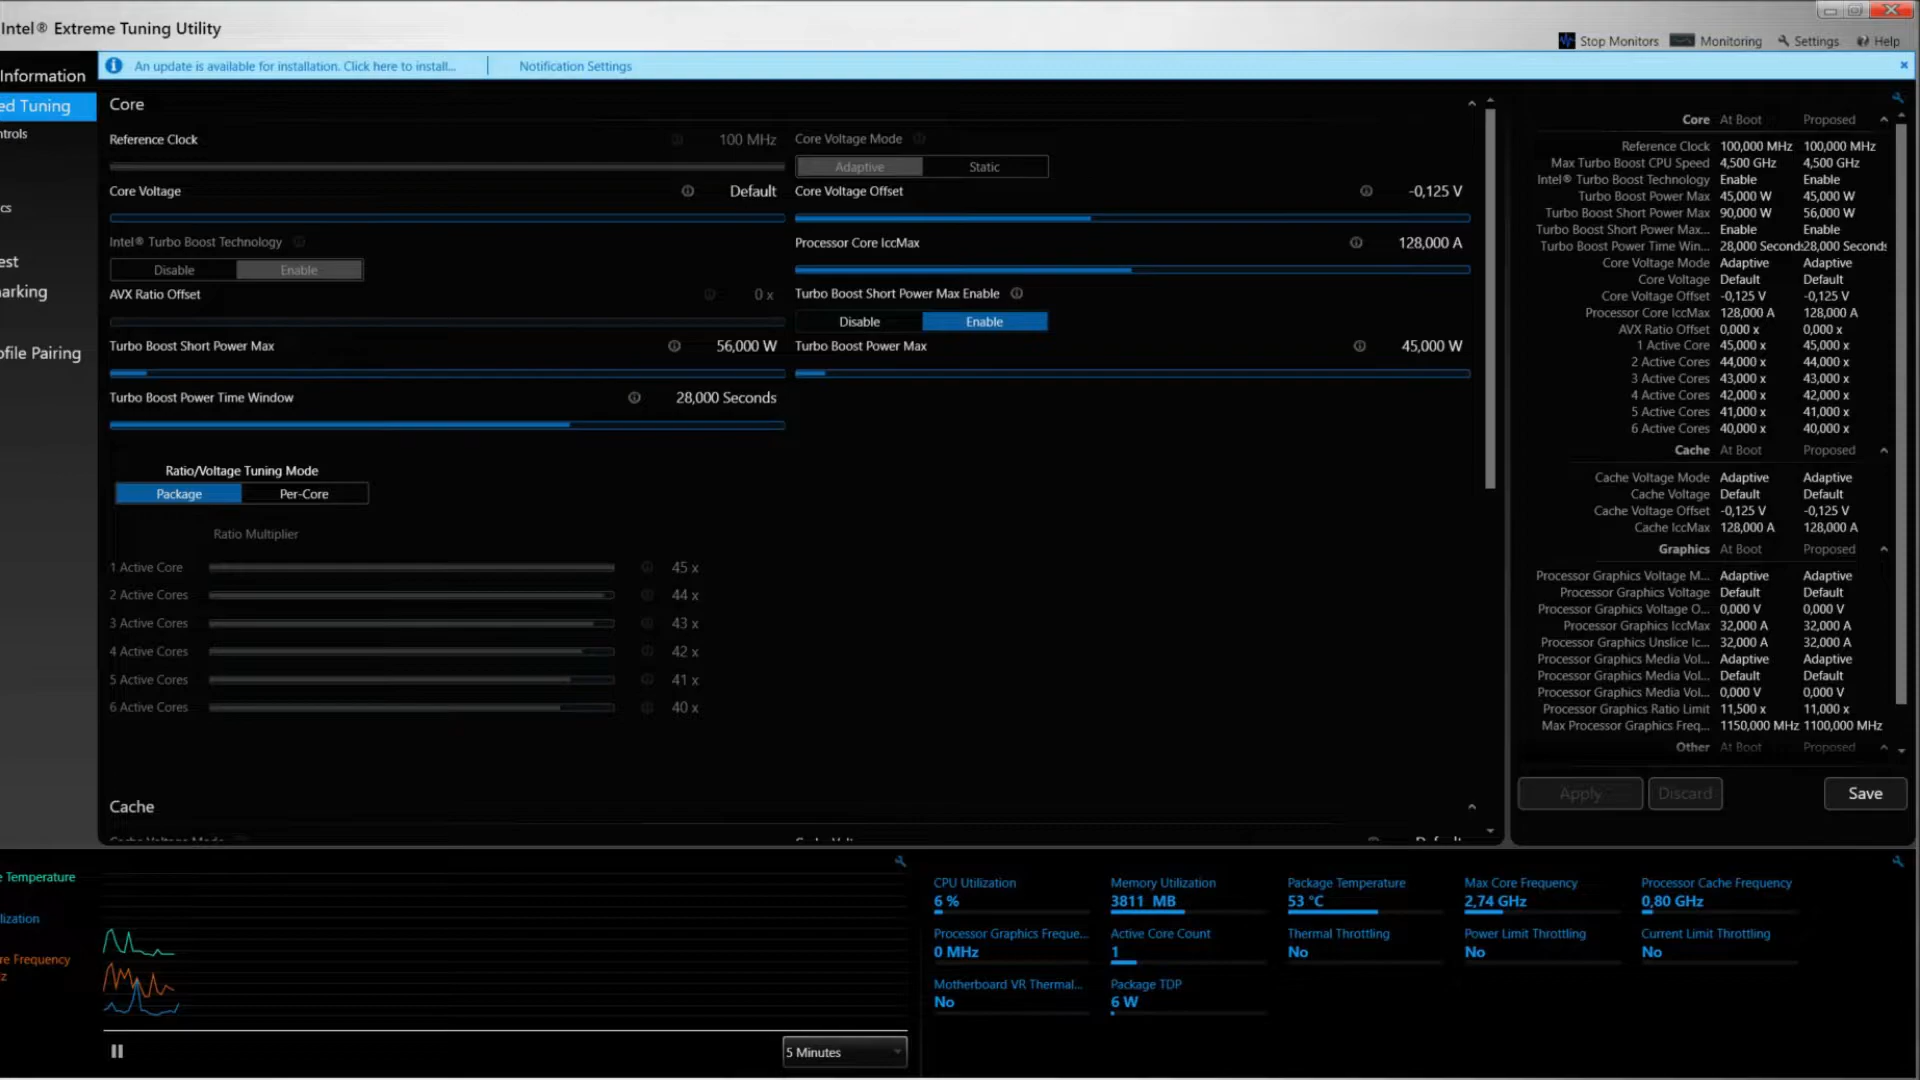 Intel® Extreme Tuning Utility
Stop Monitors Monitoring Settings Help
Information
An update is available for installation. Click here to install... Notification Settings
ed Tuning
ntrols
cs
est
arking
ofile Pairing
Core
Reference Clock 100 MHz
Core Voltage Mode
Adaptive Static
Core Voltage Default
Core Voltage Offset -0,125 V
Intel® Turbo Boost Technology
Disable Enable
Processor Core IccMax 128,000 A
AVX Ratio Offset 0 x
Turbo Boost Short Power Max Enable
Disable Enable
Turbo Boost Short Power Max 56,000 W
Turbo Boost Power Max 45,000 W
Turbo Boost Power Time Window 28,000 Seconds
Ratio/Voltage Tuning Mode
Package Per-Core
Ratio Multiplier
1 Active Core 45 x
2 Active Cores 44 x
3 Active Cores 43 x
4 Active Cores 42 x
5 Active Cores 41 x
6 Active Cores 40 x
Cache
Core At Boot Proposed
Reference Clock 100,000 MHz 100,000 MHz
Max Turbo Boost CPU Speed 4,500 GHz 4,500 GHz
Intel® Turbo Boost Technology Enable Enable
Turbo Boost Power Max 45,000 W 45,000 W
Turbo Boost Short Power Max 90,000 W 56,000 W
Turbo Boost Short Power Max... Enable Enable
Turbo Boost Power Time Win... 28,000 Seconds 28,000 Seconds
Core Voltage Mode Adaptive Adaptive
Core Voltage Default Default
Core Voltage Offset -0,125 V -0,125 V
Processor Core IccMax 128,000 A 128,000 A
AVX Ratio Offset 0,000 x 0,000 x
1 Active Core 45,000 x 45,000 x
2 Active Cores 44,000 x 44,000 x
3 Active Cores 43,000 x 43,000 x
4 Active Cores 42,000 x 42,000 x
5 Active Cores 41,000 x 41,000 x
6 Active Cores 40,000 x 40,000 x
Cache At Boot Proposed
Cache Voltage Mode Adaptive Adaptive
Cache Voltage Default Default
Cache Voltage Offset -0,125 V -0,125 V
Cache IccMax 128,000 A 128,000 A
Graphics At Boot Proposed
Processor Graphics Voltage M... Adaptive Adaptive
Processor Graphics Voltage Default Default
Processor Graphics Voltage O... 0,000 V 0,000 V
Processor Graphics IccMax 32,000 A 32,000 A
Processor Graphics Unslice Ic... 32,000 A 32,000 A
Processor Graphics Media Vol... Adaptive Adaptive
Processor Graphics Media Vol... Default Default
Processor Graphics Media Vol... 0,000 V 0,000 V
Processor Graphics Ratio Limit 11,500 x 11,000 x
Max Processor Graphics Freq... 1150,000 MHz 1100,000 MHz
Other At Boot Proposed
Apply Discard Save
e Temperature
lization
re Frequency
z
5 Minutes
CPU Utilization
6 %
Memory Utilization
3811 MB
Package Temperature
53 °C
Max Core Frequency
2,74 GHz
Processor Cache Frequency
0,80 GHz
Processor Graphics Freque...
0 MHz
Active Core Count
1
Thermal Throttling
No
Power Limit Throttling
No
Current Limit Throttling
No
Motherboard VR Thermal...
No
Package TDP
6 W